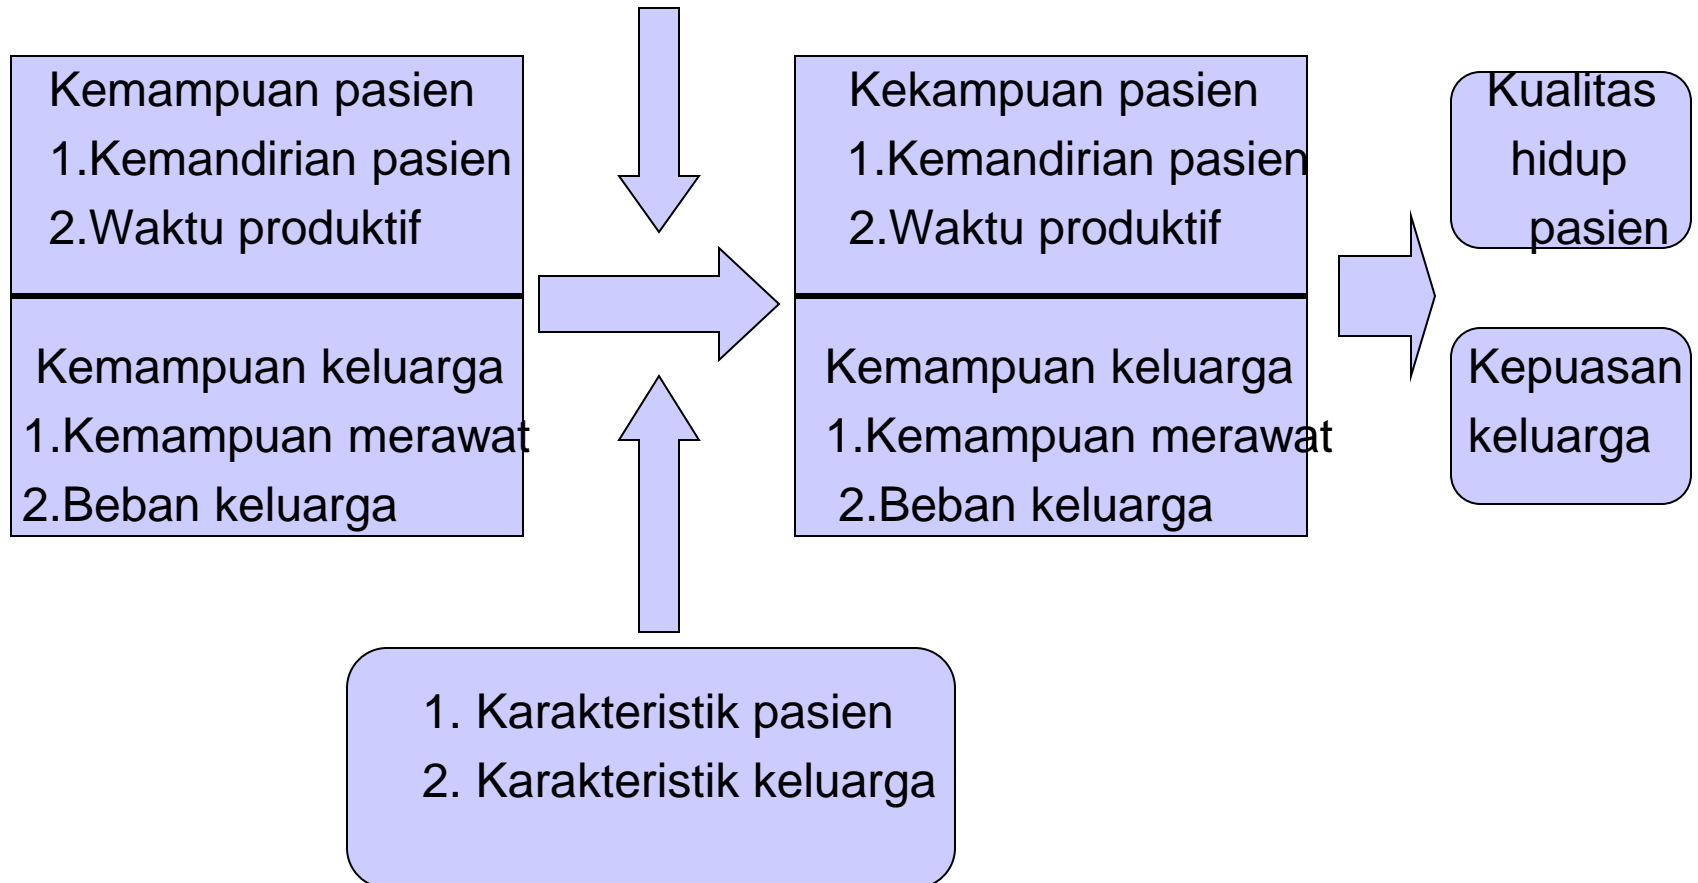 Kemampuan pasien
1.Kemandirian pasien
2.Waktu produktif
Kemampuan keluarga
1.Kemampuan merawat
2.Beban keluarga
Kekampuan pasien
1.Kemandirian pasien
2.Waktu produktif
Kemampuan keluarga
1.Kemampuan merawat
2.Beban keluarga
Kualitas
hidup
pasien
Kepuasan
keluarga
1. Karakteristik pasien
2. Karakteristik keluarga